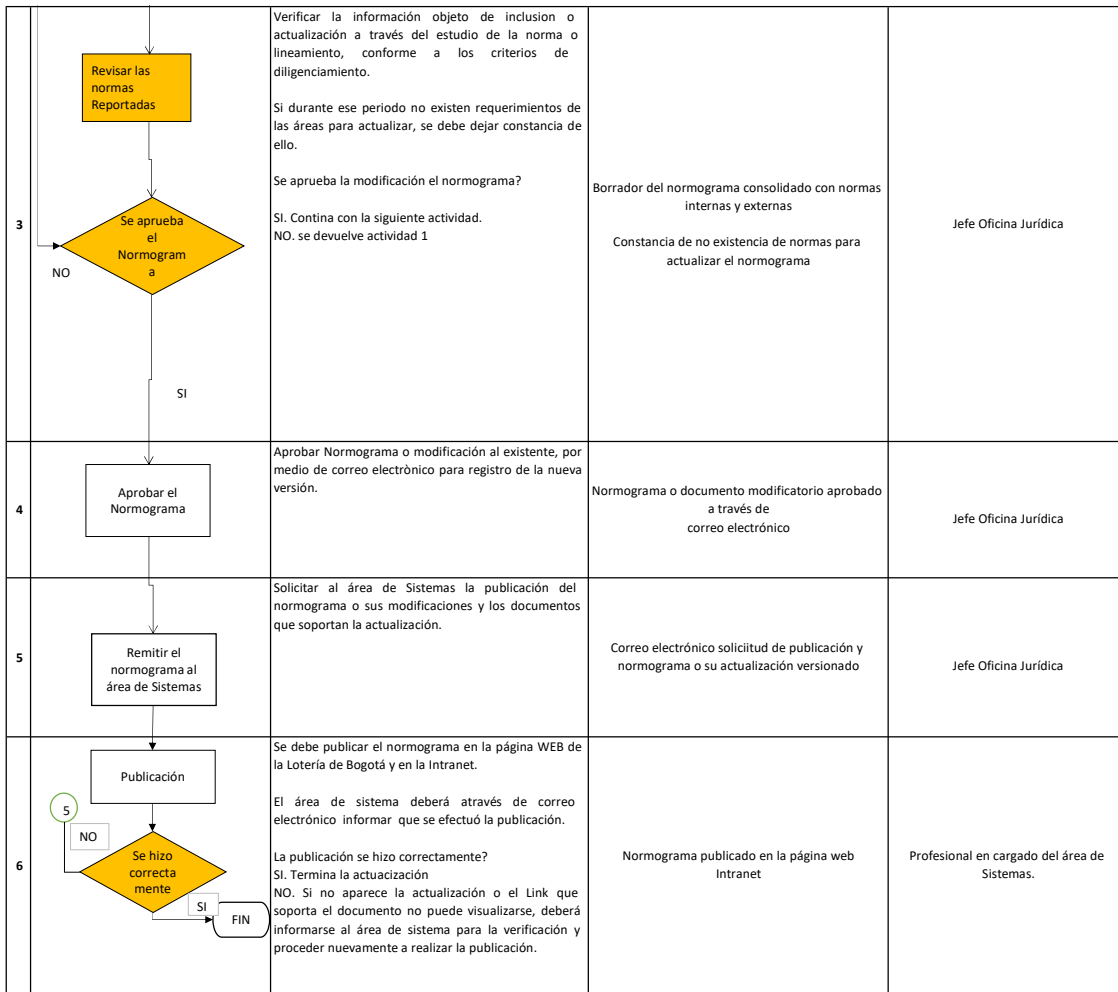 3
Revisar las
normas
Reportadas
Se aprueba
el
Normogram
a
NO
SI
Verificar la información objeto de inclusion o
actualización a través del estudio de la norma o
lineamiento, conforme a los criterios de
diligenciamiento.
Si durante ese periodo no existen requerimientos de
las áreas para actualizar, se debe dejar constancia de
ello.
Se aprueba la modificación el normograma?
SI. Contina con la siguiente actividad.
NO. se devuelve actividad 1
Borrador del normograma consolidado con normas
internas y externas
Constancia de no existencia de normas para
actualizar el normograma
Jefe Oficina Jurídica
4
Aprobar el
Normograma
Aprobar Normograma o modificación al existente, por
medio de correo electrònico para registro de la nueva
versión.
Normograma o documento modificatorio aprobado
a través de
correo electrónico
Jefe Oficina Jurídica
5
Remitir el
normograma al
área de Sistemas
Solicitar al área de Sistemas la publicación del
normograma o sus modificaciones y los documentos
que soportan la actualización.
Correo electrónico soliciitud de publicación y
normograma o su actualización versionado
Jefe Oficina Jurídica
6
Publicación
5
NO
Se hizo
correcta
mente
SI
FIN
Se debe publicar el normograma en la página WEB de
la Lotería de Bogotá y en la Intranet.
El área de sistema deberá através de correo
electrónico informar que se efectuó la publicación.
La publicación se hizo correctamente?
SI. Termina la actuacización
NO. Si no aparece la actualización o el Link que
soporta el documento no puede visualizarse, deberá
informarse al área de sistema para la verificación y
proceder nuevamente a realizar la publicación.
Normograma publicado en la página web
Intranet
Profesional en cargado del área de
Sistemas.